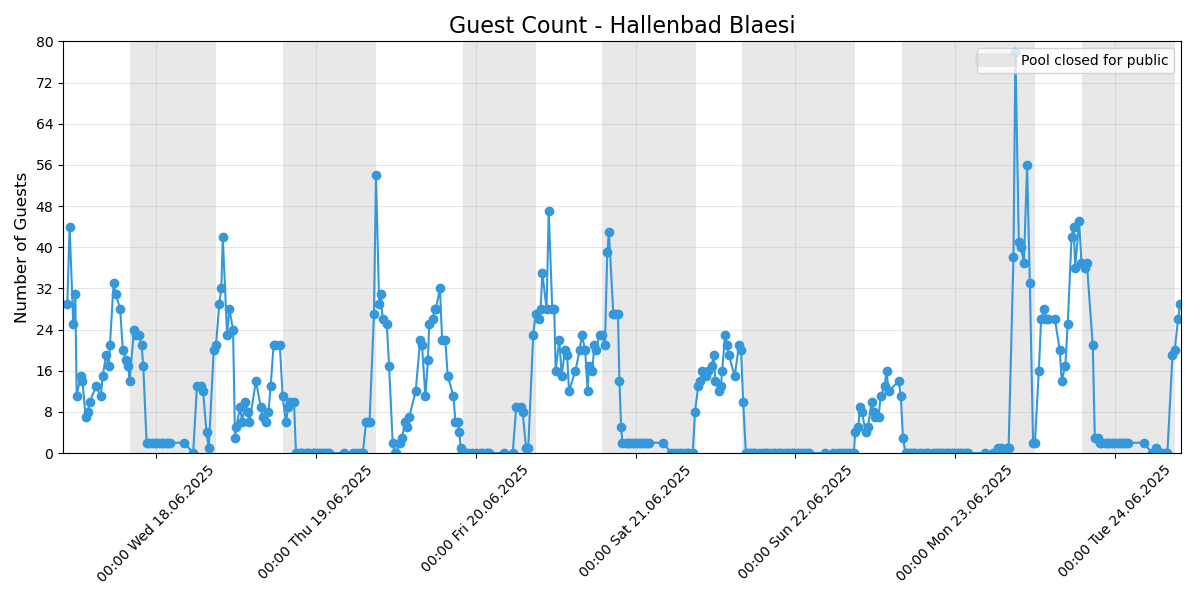 Guest Count - Hallenbad Blaesi
Number of Guests
80
72
64
56
48
40
32
24
16
8
0
Pool closed for public
00:00 Wed 18.06.2025
00:00 Thu 19.06.2025
00:00 Fri 20.06.2025
00:00 Sat 21.06.2025
00:00 Sun 22.06.2025
00:00 Mon 23.06.2025
00:00 Tue 24.06.2025